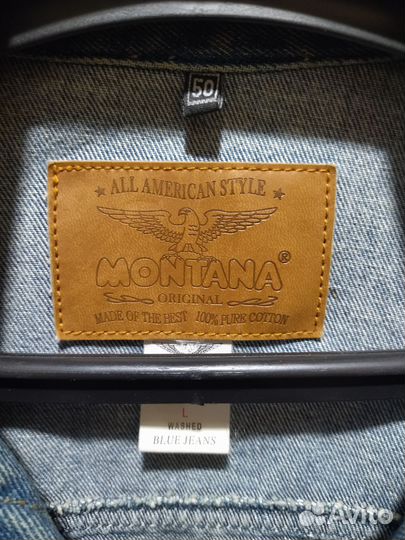 50
★ ALL AMERICAN STYLE ★
MONTANA®
ORIGINAL
MADE OF THE BEST 100% PURE COTTON
L
WASHED
BLUE JEANS
Avito